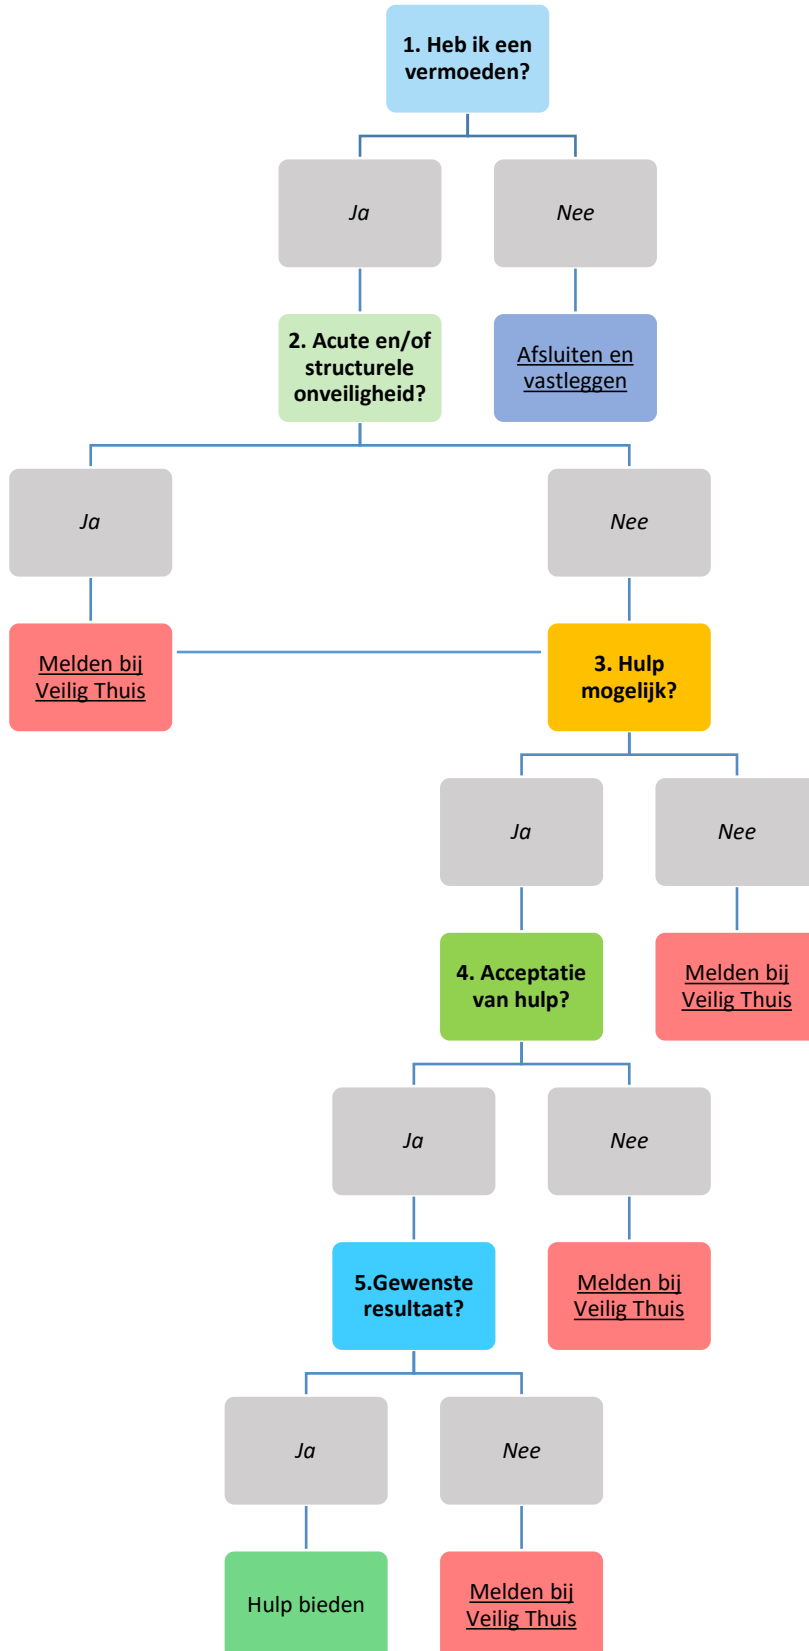 1. Heb ik een
vermoeden?
Ja
Nee
2. Acute en/of
structurele
onveiligheid?
Afsluiten en
vastleggen
Ja
Nee
Melden bij
Veilig Thuis
3. Hulp
mogelijk?
Ja
Nee
4. Acceptatie
van hulp?
Melden bij
Veilig Thuis
Ja
Nee
5.Gewenste
resultaat?
Melden bij
Veilig Thuis
Ja
Nee
Hulp bieden
Melden bij
Veilig Thuis